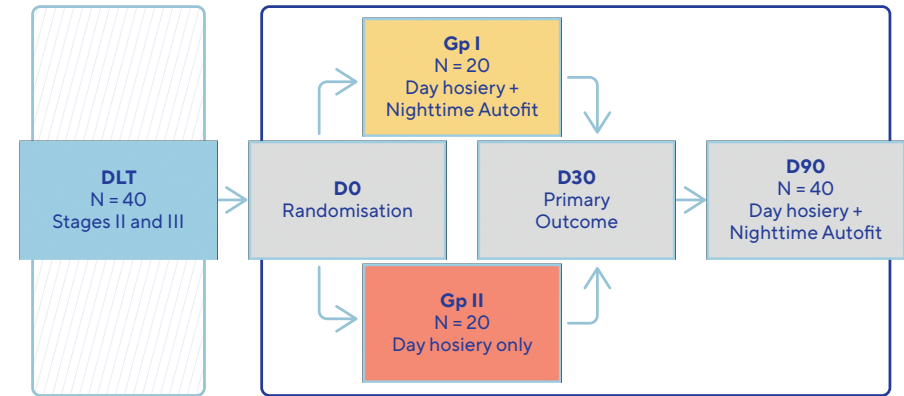 DLT
N = 40
Stages II and III
D0
Randomisation
Gp I
N = 20
Day hosiery +
Nighttime Autofit
Gp II
N = 20
Day hosiery only
D30
Primary
Outcome
D90
N = 40
Day hosiery +
Nighttime Autofit